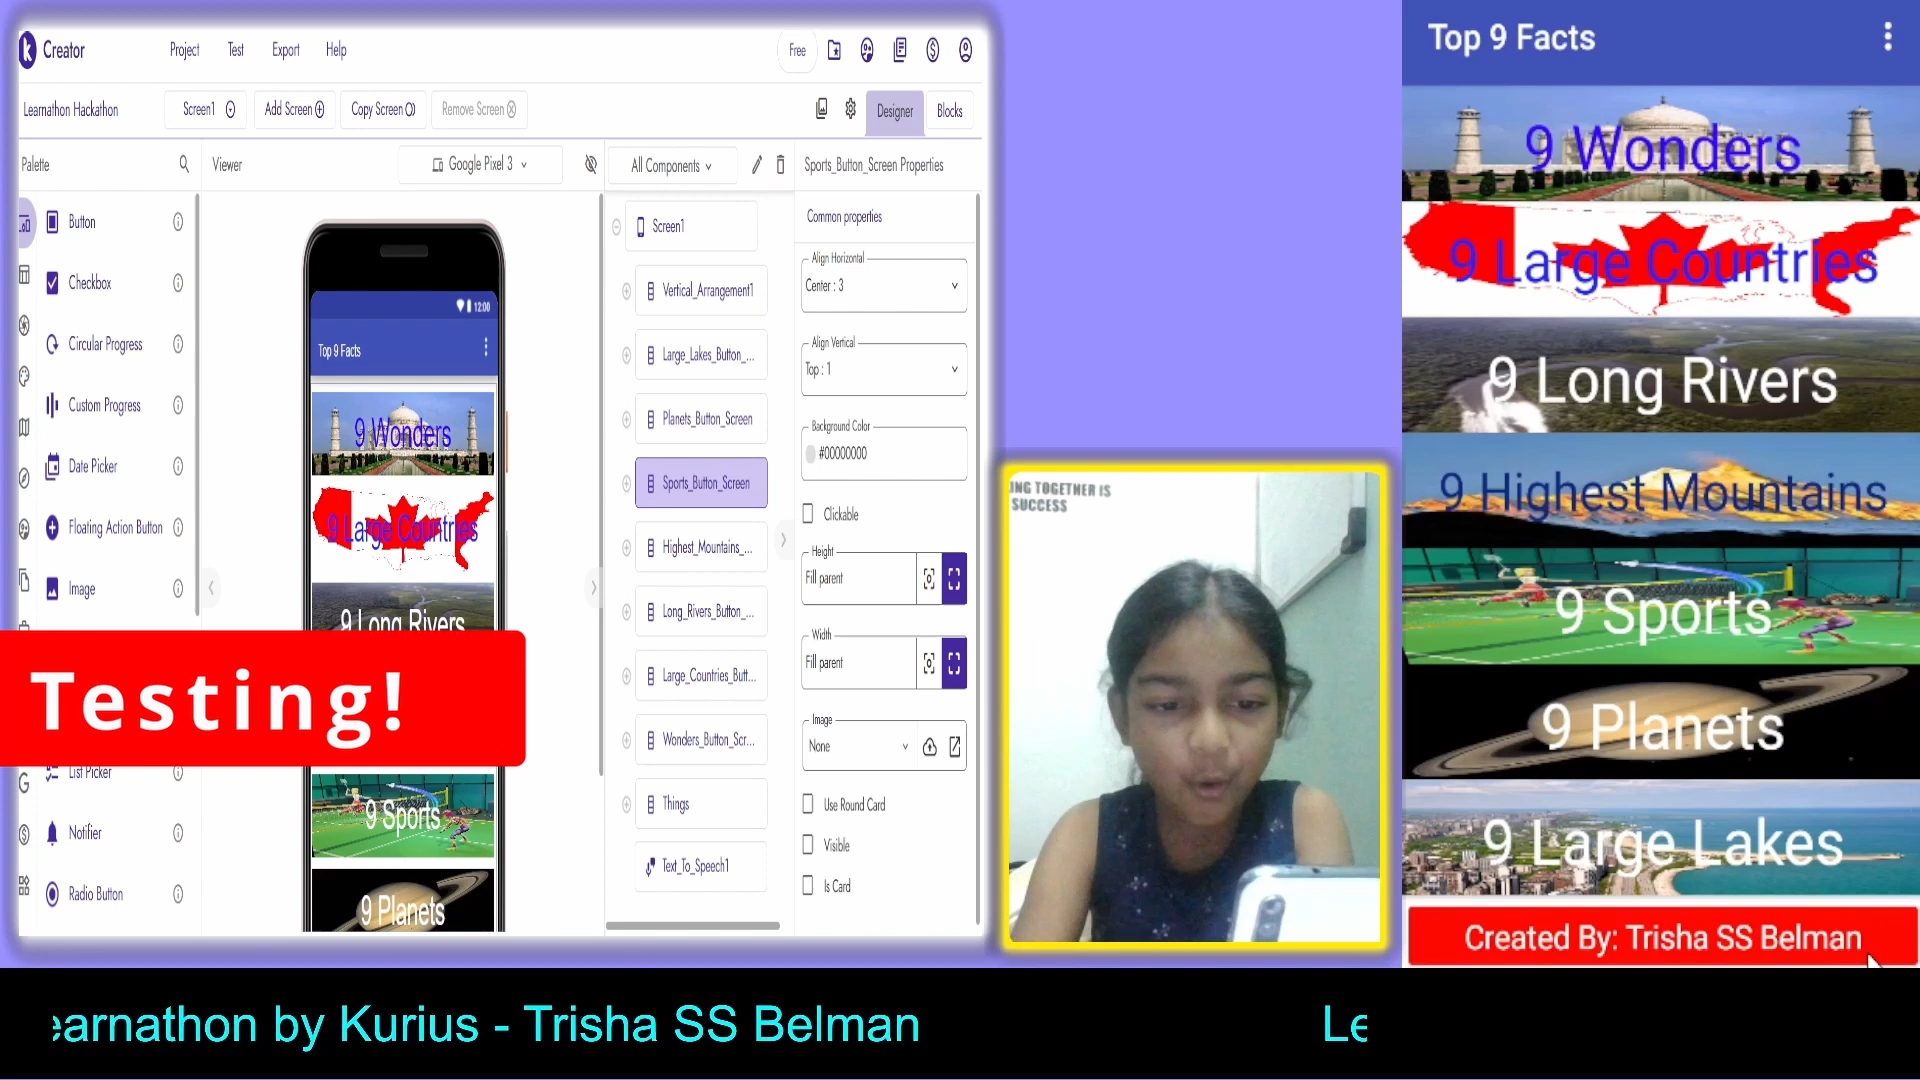 Creator
Project
Test
Export
Help
Free
Learnathon Hackathon
Screen1
Add Screen
Copy Screen
Remove Screen
Designer
Blocks
Palette
Viewer
Google Pixel 3
All Components
Sports_Button_Screen Properties
Button
Checkbox
Circular Progress
Custom Progress
Date Picker
Floating Action Button
Image
List Picker
Notifier
Radio Button
12:00
Top 9 Facts
9 Wonders
9 Large Countries
9 Long Rivers
9 Sports
9 Planets
Testing!
Screen1
Vertical_Arrangement1
Large_Lakes_Button_...
Planets_Button_Screen
Sports_Button_Screen
Highest_Mountains_...
Long_Rivers_Button_...
Large_Countries_Butt...
Wonders_Button_Scr...
Things
Text_To_Speech1
Common properties
Align Horizontal
Center : 3
Align Vertical
Top : 1
Background Color
#00000000
Clickable
Height
Fill parent
Width
Fill parent
Image
None
Use Round Card
Visible
Is Card
ING TOGETHER IS
SUCCESS
Top 9 Facts
9 Wonders
9 Large Countries
9 Long Rivers
9 Highest Mountains
9 Sports
9 Planets
9 Large Lakes
Created By: Trisha SS Belman
earnathon by Kurius - Trisha SS Belman
Le